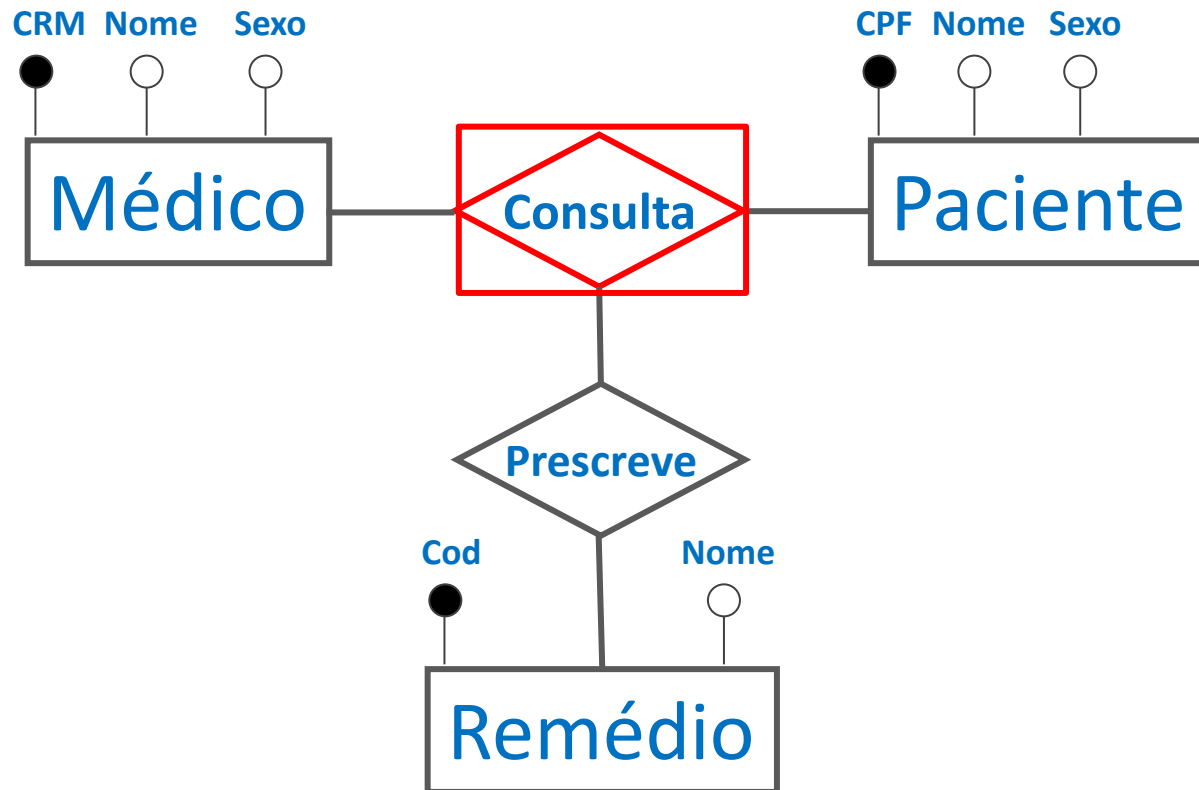 CRM Nome Sexo
CPF Nome Sexo
Médico
Consulta
Paciente
Prescreve
Cod
Nome
Remédio